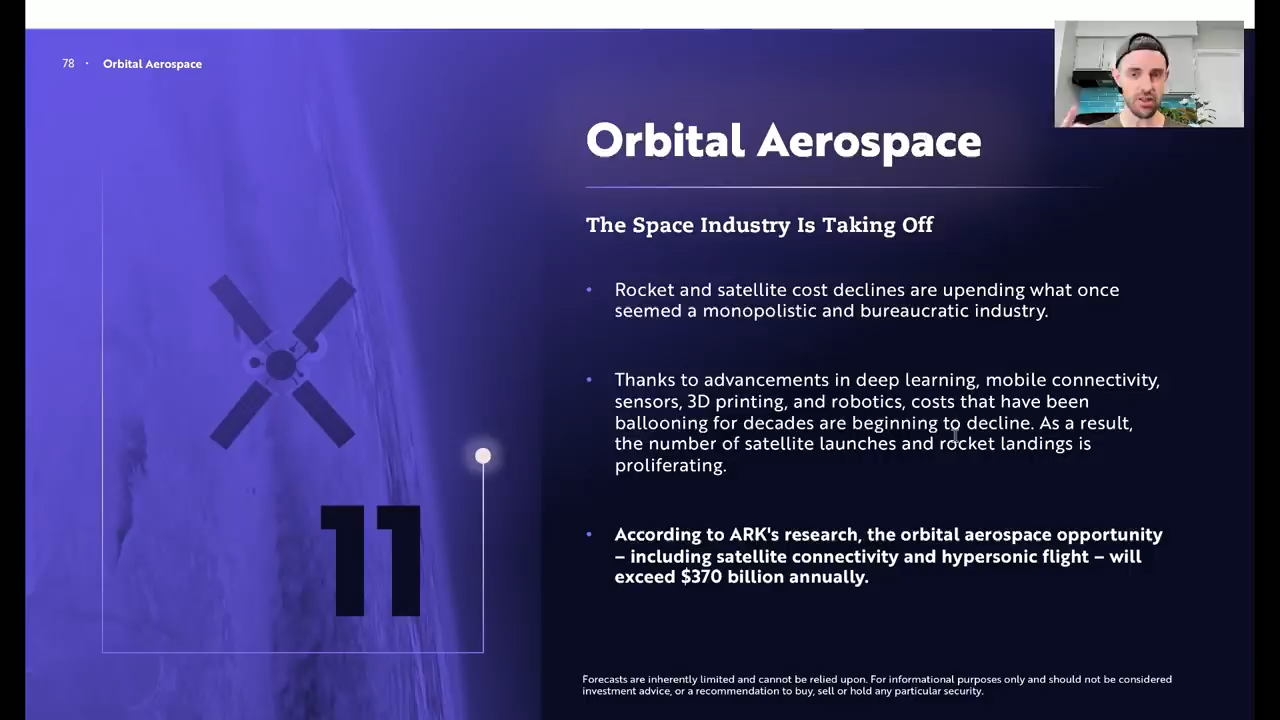 78 · Orbital Aerospace
Orbital Aerospace
The Space Industry Is Taking Off
• Rocket and satellite cost declines are upending what once
seemed a monopolistic and bureaucratic industry.
• Thanks to advancements in deep learning, mobile connectivity,
sensors, 3D printing, and robotics, costs that have been
ballooning for decades are beginning to decline. As a result,
the number of satellite launches and rocket landings is
proliferating.
• According to ARK's research, the orbital aerospace opportunity
– including satellite connectivity and hypersonic flight – will
exceed $370 billion annually.
11
Forecasts are inherently limited and cannot be relied upon. For informational purposes only and should not be considered
investment advice, or a recommendation to buy, sell or hold any particular security.